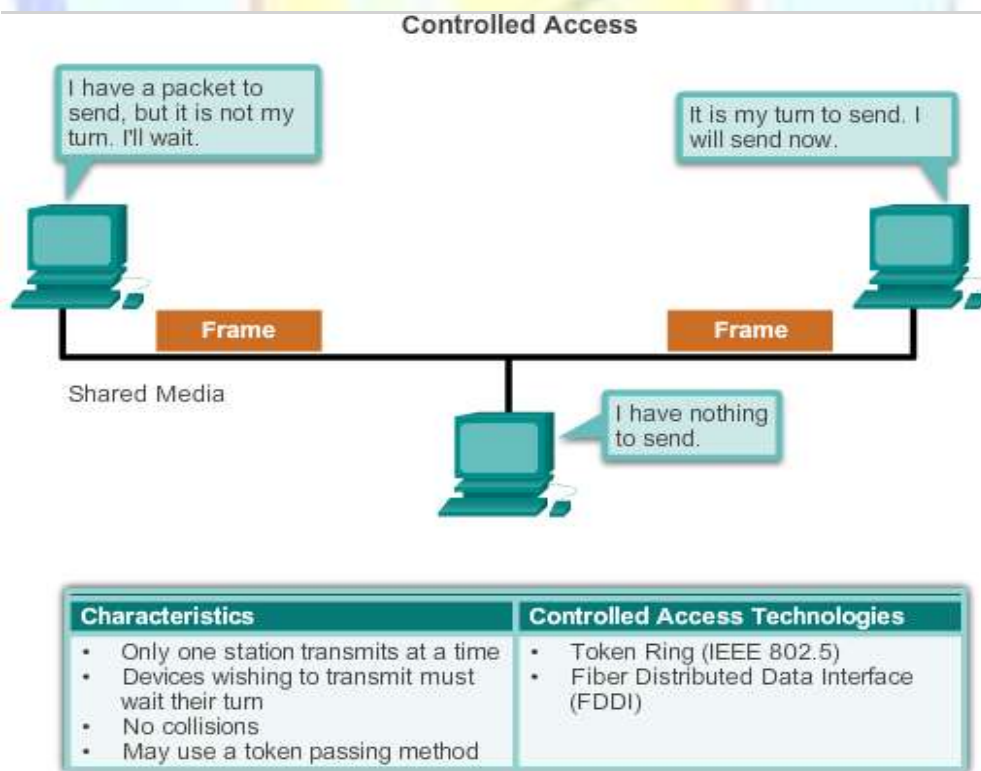 Controlled Access
I have a packet to
send, but it is not my
turn. I'll wait.
It is my turn to send. I
will send now.
Frame
Frame
Shared Media
I have nothing
to send.
Characteristics
• Only one station transmits at a time
• Devices wishing to transmit must
wait their turn
• No collisions
• May use a token passing method
Controlled Access Technologies
• Token Ring (IEEE 802.5)
• Fiber Distributed Data Interface
(FDDI)